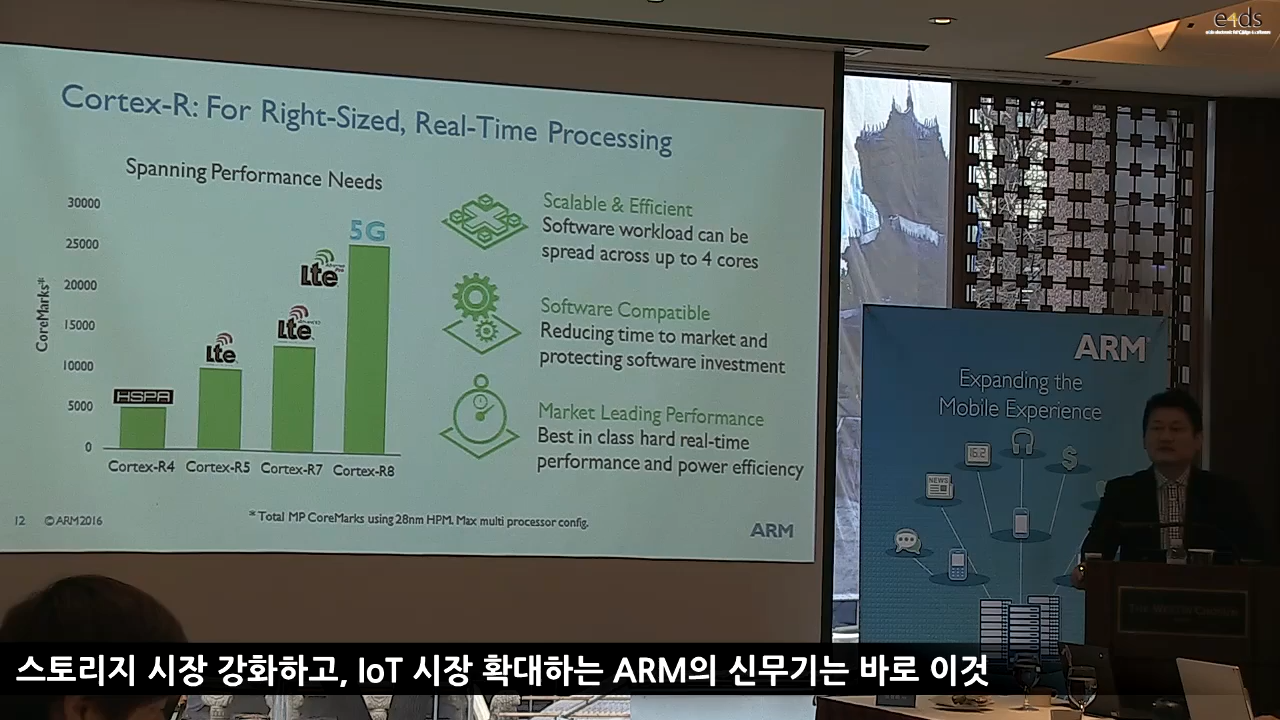 e4ds
Cortex-R: For Right-Sized, Real-Time Processing
Spanning Performance Needs
CoreMarks*
30000
25000
20000
15000
10000
5000
0
HSPA
Lte
Lte
Lte
5G
Cortex-R4
Cortex-R5
Cortex-R7
Cortex-R8
Scalable & Efficient
Software workload can be
spread across up to 4 cores
Software Compatible
Reducing time to market and
protecting software investment
Market Leading Performance
Best in class hard real-time
performance and power efficiency
12 ©ARM2016
* Total MP CoreMarks using 28nm HPM. Max multi processor config.
ARM
ARM
Expanding the
Mobile Experience
16.2
$
NEWS
스토리지 시장 강화하고, IoT 시장 확대하는 ARM의 신무기는 바로 이것